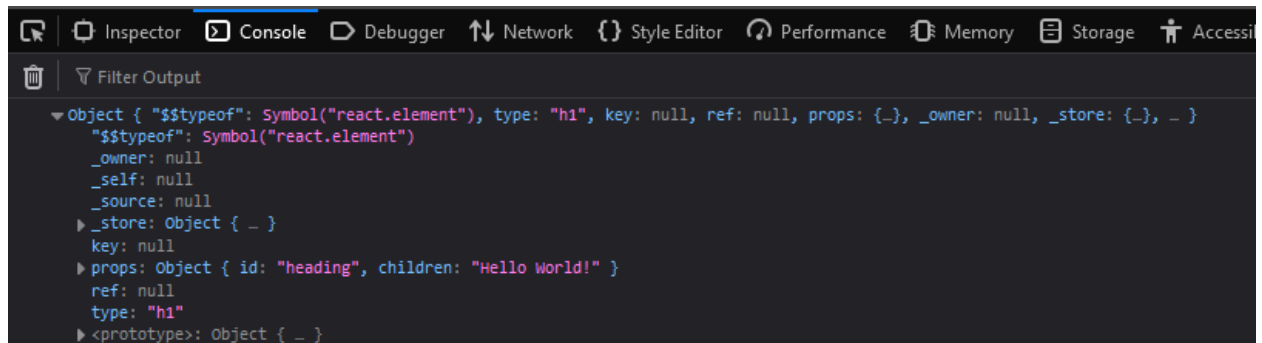 Inspector Console Debugger Network {} Style Editor Performance Memory Storage
Filter Output
Object { "$$typeof": Symbol("react.element"), type: "h1", key: null, ref: null, props: {…}, _owner: null, _store: {…}, … }
"$$typeof": Symbol("react.element")
_owner: null
_self: null
_source: null
_store: Object { … }
key: null
props: Object { id: "heading", children: "Hello World!" }
ref: null
type: "h1"
<prototype>: Object { … }